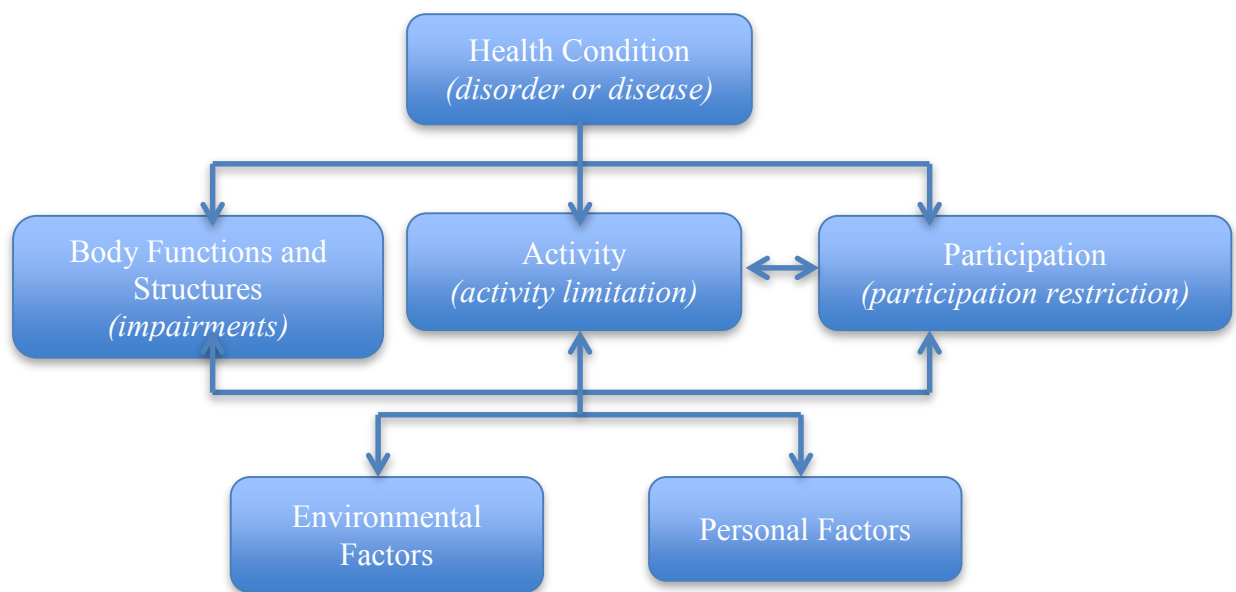 Health Condition
(disorder or disease)
Body Functions and
Structures
(impairments)
Activity
(activity limitation)
Participation
(participation restriction)
Environmental
Factors
Personal Factors